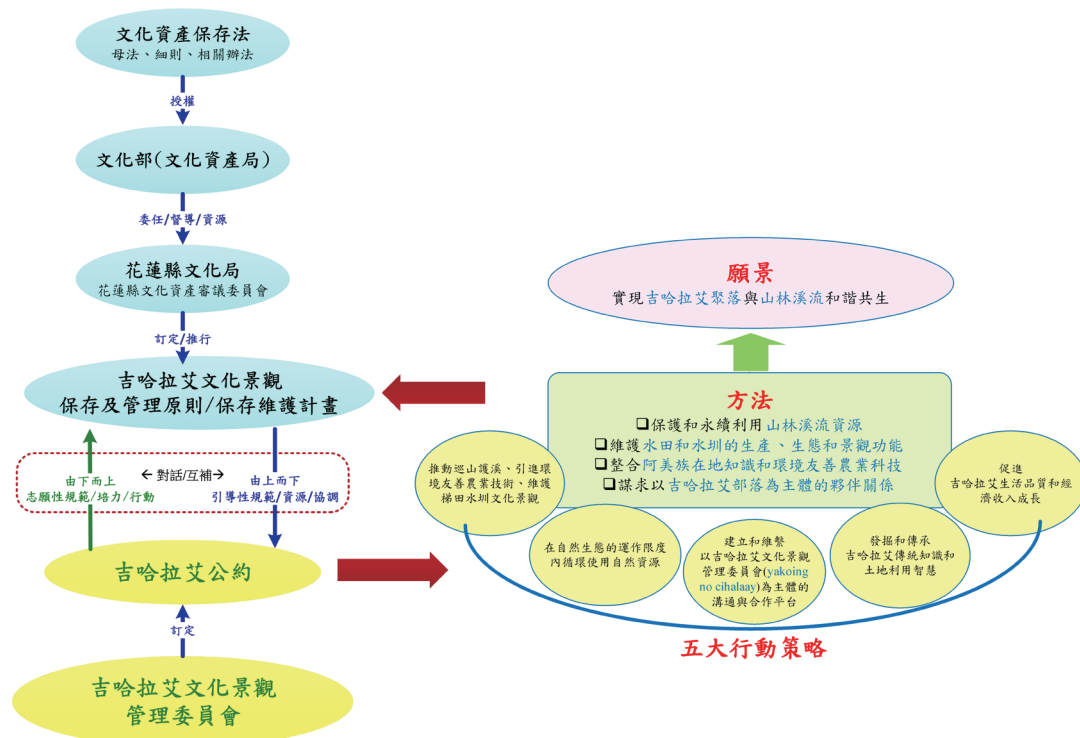 文化資產保存法
母法、細則、相關辦法
授權
文化部(文化資產局)
委任/督導/資源
花蓮縣文化局
花蓮縣文化資產審議委員會
訂定/推行
吉哈拉艾文化景觀
保存及管理原則/保存維護計畫
由下而上
志願性規範/培力/行動
← 對話/互補→
由上而下
引導性規範/資源/協調
吉哈拉艾公約
訂定
吉哈拉艾文化景觀
管理委員會
願景
實現吉哈拉艾聚落與山林溪流和諧共生
方法
❑保護和永續利用 山林溪流資源
❑維護水田和水圳的生產、生態和景觀功能
❑整合阿美族在地知識和環境友善農業科技
❑謀求以吉哈拉艾部落為主體的夥伴關係
推動巡山護溪、引進環
境友善農業技術、維護
梯田水圳文化景觀
在自然生態的運作限度
內循環使用自然資源
建立和維繫
以吉哈拉艾文化景觀
管理委員會(yakoing
no cihalaay)為主體的
溝通與合作平台
發掘和傳承
吉哈拉艾傳統知識和
土地利用智慧
促進
吉哈拉艾生活品質和經
濟收入成長
五大行動策略